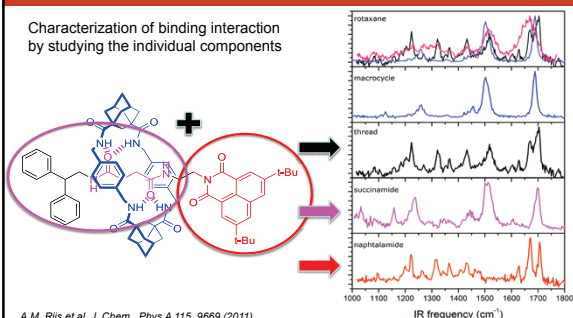 Characterization of binding interaction
by studying the individual components
rotaxane
macrocycle
thread
succinamide
naphtalamide
1000 1100 1200 1300 1400 1500 1600 1700 1800
IR frequency (cm⁻¹)
O
O
NH
HN
N
O
O
t-Bu
t-Bu
NH
HN
O
O
A.M. Rijs et al, J. Chem. Phys A 115, 9669 (2011)